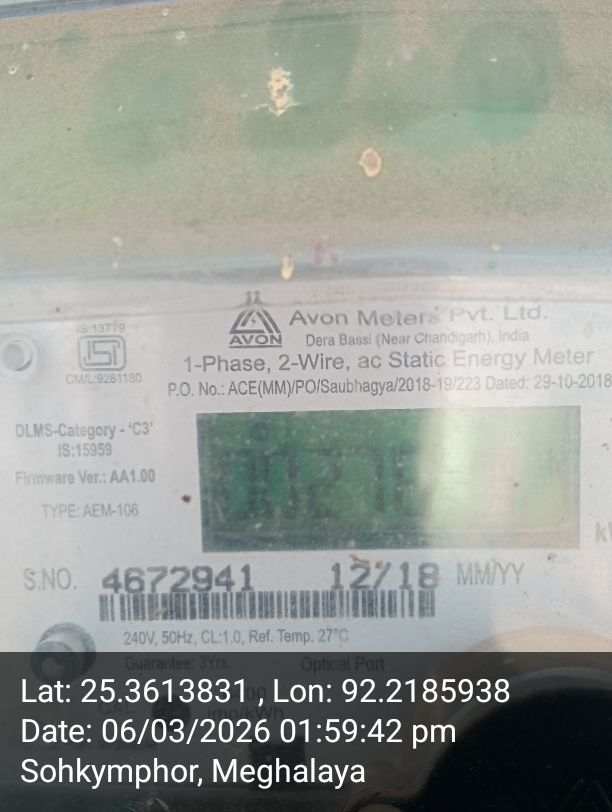 IS:13779
ISI
CM/L:9281180
AVON
Avon Meters Pvt. Ltd.
Dera Bassi (Near Chandigarh), India
1-Phase, 2-Wire, ac Static Energy Meter
P.O. No.: ACE(MM)/PO/Saubhagya/2018-19/223 Dated: 29-10-2018
DLMS-Category - 'C3'
IS:15959
Firmware Ver.: AA1.00
TYPE: AEM-106
S.NO. 4672941 12/18 MM/YY
240V, 50Hz, CL:1.0, Ref. Temp. 27°C
Guarantee: 3Yrs. Optical Port
imp/kWh
Lat: 25.3613831 , Lon: 92.2185938
Date: 06/03/2026 01:59:42 pm
Sohkymphor, Meghalaya